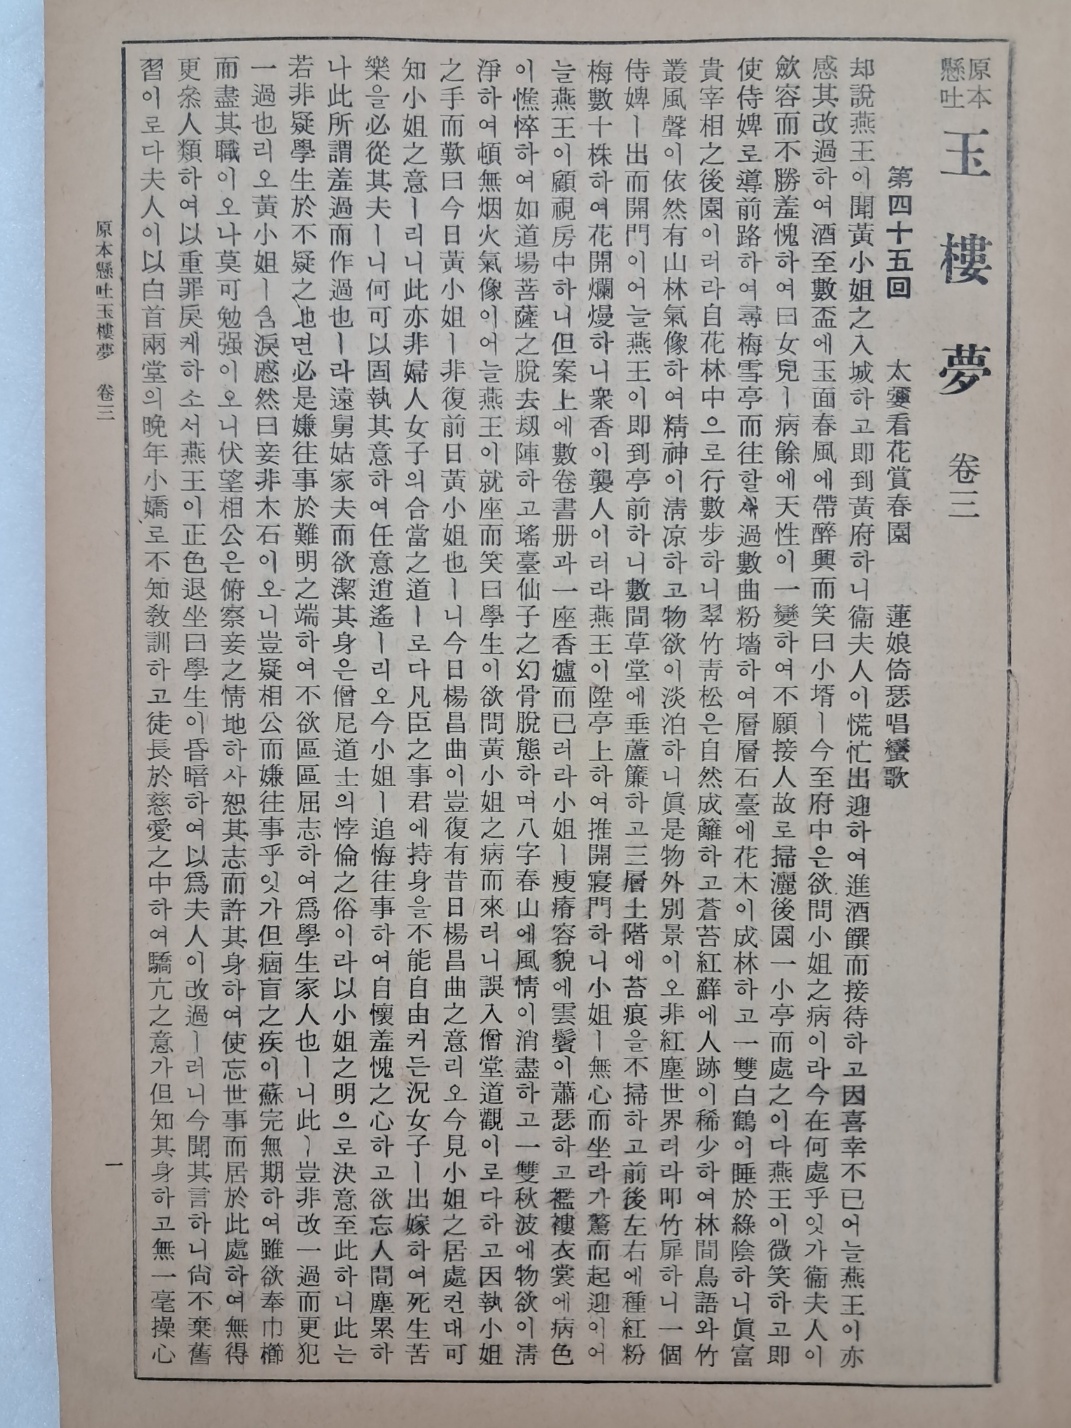 原本
懸吐
玉樓夢 卷三
第四十五回 太㜫看花賞春園 蓮娘倚瑟唱蠻歌
却說燕王이聞黃小姐之入城하고即到黃府하니衞夫人이慌忙出迎하여進酒饌而接待하고因喜幸不已어늘燕王이亦
感其改過하여酒至數盃에玉面春風에帶醉興而笑曰小壻ㅣ今至府中은欲問小姐之病이라今在何處乎잇가衞夫人이
斂容而不勝羞愧하여曰女兒ㅣ病餘에天性이一變하여不願接人故로掃灑後園一小亭而處之이다燕王이微笑하고即
使侍婢로導前路하여尋梅雪亭而往할새過數曲粉墻하여層層石臺에花木이成林하고一雙白鶴이睡於綠陰하니眞富
貴宰相之後園이러라自花林中으로行數步하니翠竹靑松은自然成籬하고蒼苔紅蘚에人跡이稀少하여林間鳥語와竹
叢風聲이依然有山林氣像하여精神이淸凉하고物欲이淡泊하니眞是物外別景이오非紅塵世界러라叩竹扉하니一個
侍婢ㅣ出而開門이어늘燕王이即到亭前하니數間草堂에垂蘆簾하고三層土階에苔痕을不掃하고前後左右에種紅粉
梅數十株하여花開爛熳하니衆香이襲人이러라燕王이陞亭上하여推開寢門하니小姐ㅣ無心而坐라가驚而起迎이어
늘燕王이顧視房中하니但案上에數卷書册과一座香爐而已러라小姐ㅣ瘦瘠容貌에雲鬢이蕭瑟하고襤褸衣裳에病色
이憔悴하여如道場菩薩之脫去刼陣하고瑤臺仙子之幻骨脫態하며八字春山에風情이消盡하고一雙秋波에物欲이淸
淨하여頓無烟火氣像이어늘燕王이就座而笑曰學生이欲問黃小姐之病而來러니誤入僧堂道觀이로다하고因執小姐
之手而歎曰今日黃小姐ㅣ非復前日黃小姐也ㅣ니今日楊昌曲이豈復有昔日楊昌曲之意리오今見小姐之居處컨대可
知小姐之意ㅣ리니此亦非婦人女子의合當之道ㅣ로다凡臣之事君에持身을不能自由커든況女子ㅣ出嫁하여死生苦
樂을必從其夫ㅣ니何可以固執其意하여任意逍遙ㅣ리오今小姐ㅣ追悔往事하여自懷羞愧之心하고欲忘人間塵累하
나此所謂羞過而作過也ㅣ라遠舅姑家夫而欲潔其身은僧尼道士의悖倫之俗이라以小姐之明으로決意至此하니此는
若非疑學生於不疑之地면必是嫌往事於難明之端하여不欲區區屈志하여爲學生家人也ㅣ니此ㅣ豈非改一過而更犯
一過也리오黃小姐ㅣ含淚慼然曰妾非木石이오니豈疑相公而嫌往事乎잇가但痼盲之疾이蘇完無期하여雖欲奉巾櫛
而盡其職이오나莫可勉强이오니伏望相公은俯察妾之情地하사恕其志而許其身하여使忘世事而居於此處하여無得
更叅人類하여以重罪戾케하소서燕王이正色退坐曰學生이昏暗하여以爲夫人이改過ㅣ러니今聞其言하니尙不棄舊
習이로다夫人이以白首兩堂의晚年小嬌로不知敎訓하고徒長於慈愛之中하여驕亢之意가但知其身하고無一毫操心
原本懸吐玉樓夢 卷三
一